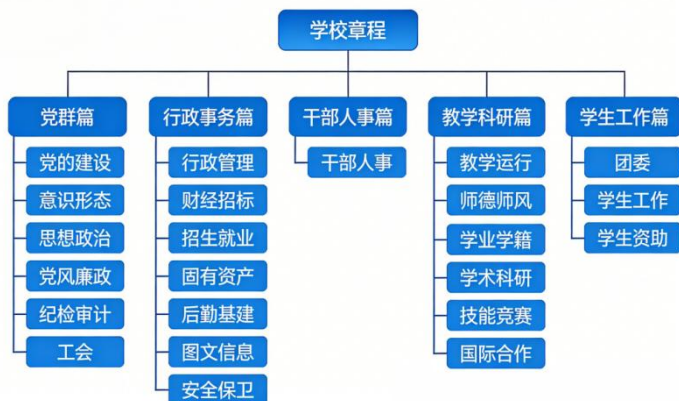 学校章程
党群篇
党的建设
意识形态
思想政治
党风廉政
纪检审计
工会
行政事务篇
行政管理
财经招标
招生就业
固有资产
后勤基建
图文信息
安全保卫
干部人事篇
干部人事
教学科研篇
教学运行
师德师风
学业学籍
学术科研
技能竞赛
国际合作
学生工作篇
团委
学生工作
学生资助